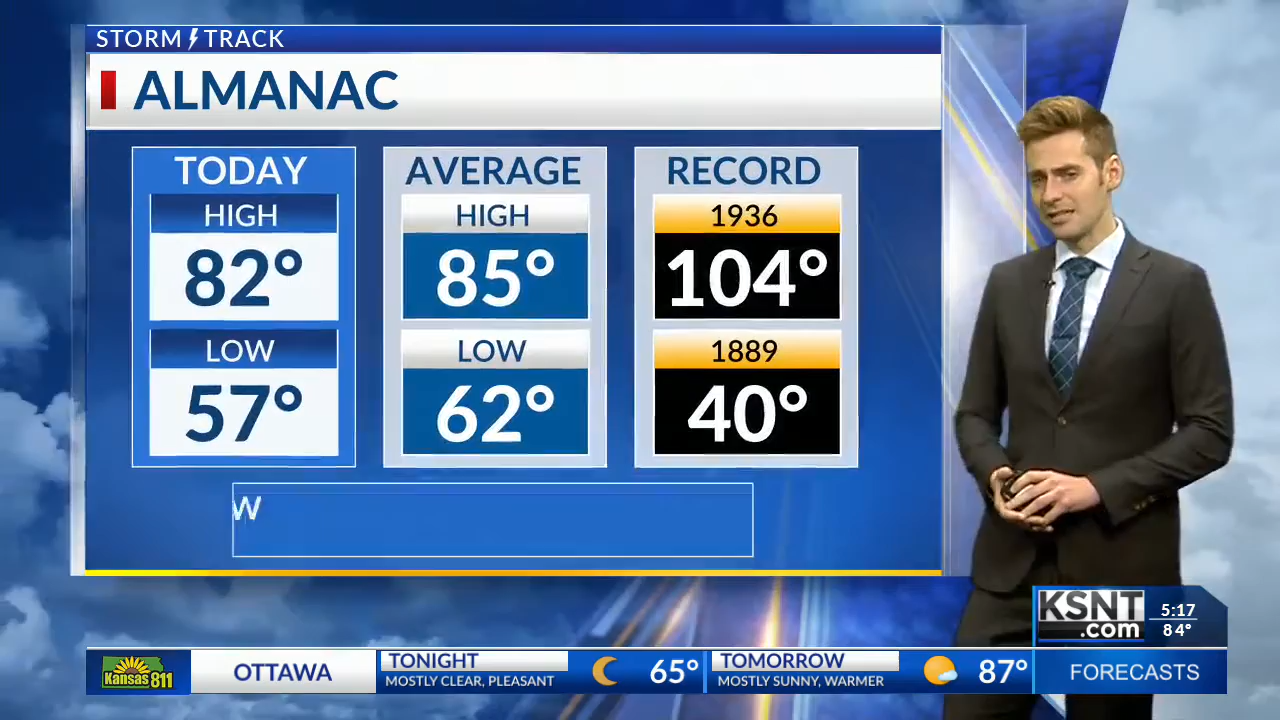 STORM TRACK
ALMANAC
TODAY
HIGH
82°
LOW
57°
AVERAGE
HIGH
85°
LOW
62°
RECORD
1936
104°
1889
40°
W
KSNT
.com
5:17
84°
Kansas 811
OTTAWA
TONIGHT
MOSTLY CLEAR, PLEASANT
65°
TOMORROW
MOSTLY SUNNY, WARMER
87°
FORECASTS